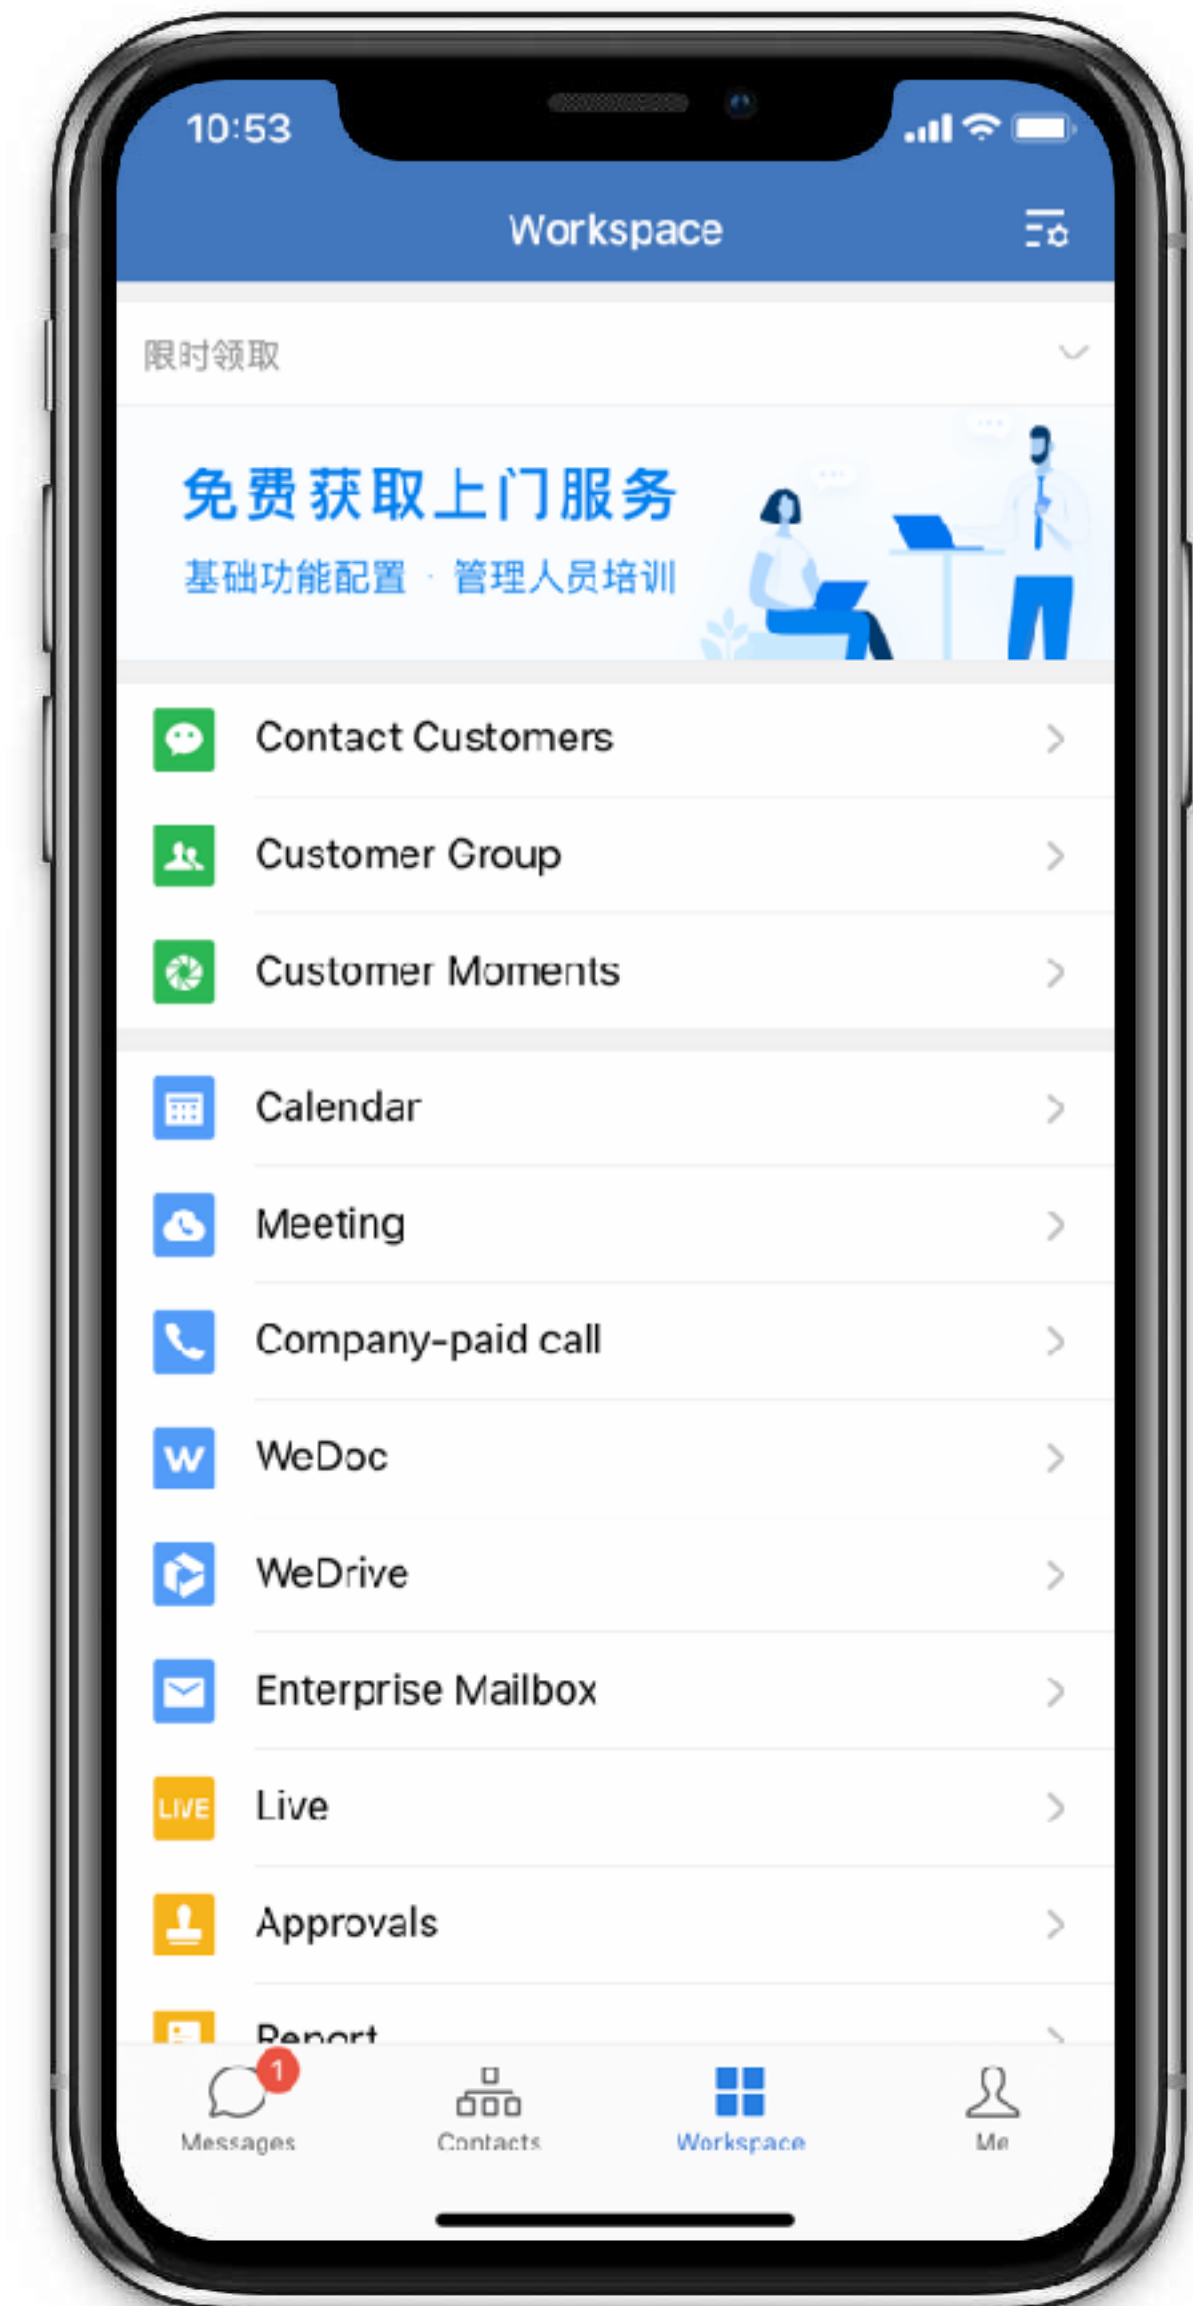 10:53
Workspace
限时领取
免费获取上门服务
基础功能配置 · 管理人员培训
Contact Customers
Customer Group
Customer Moments
Calendar
Meeting
Company-paid call
W
WeDoc
WeDrive
Enterprise Mailbox
LIVE
Live
Approvals
Report
1
Messages
Contacts
Workspace
Me